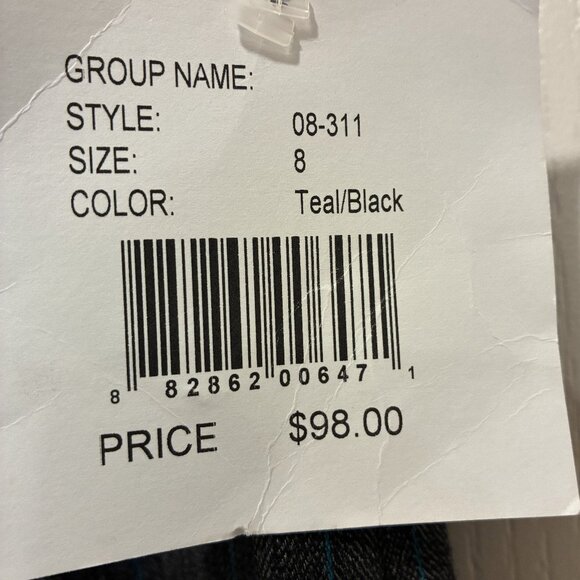 GROUP NAME:
STYLE: 08-311
SIZE: 8
COLOR: Teal/Black
8 82862 00647 1
PRICE $98.00